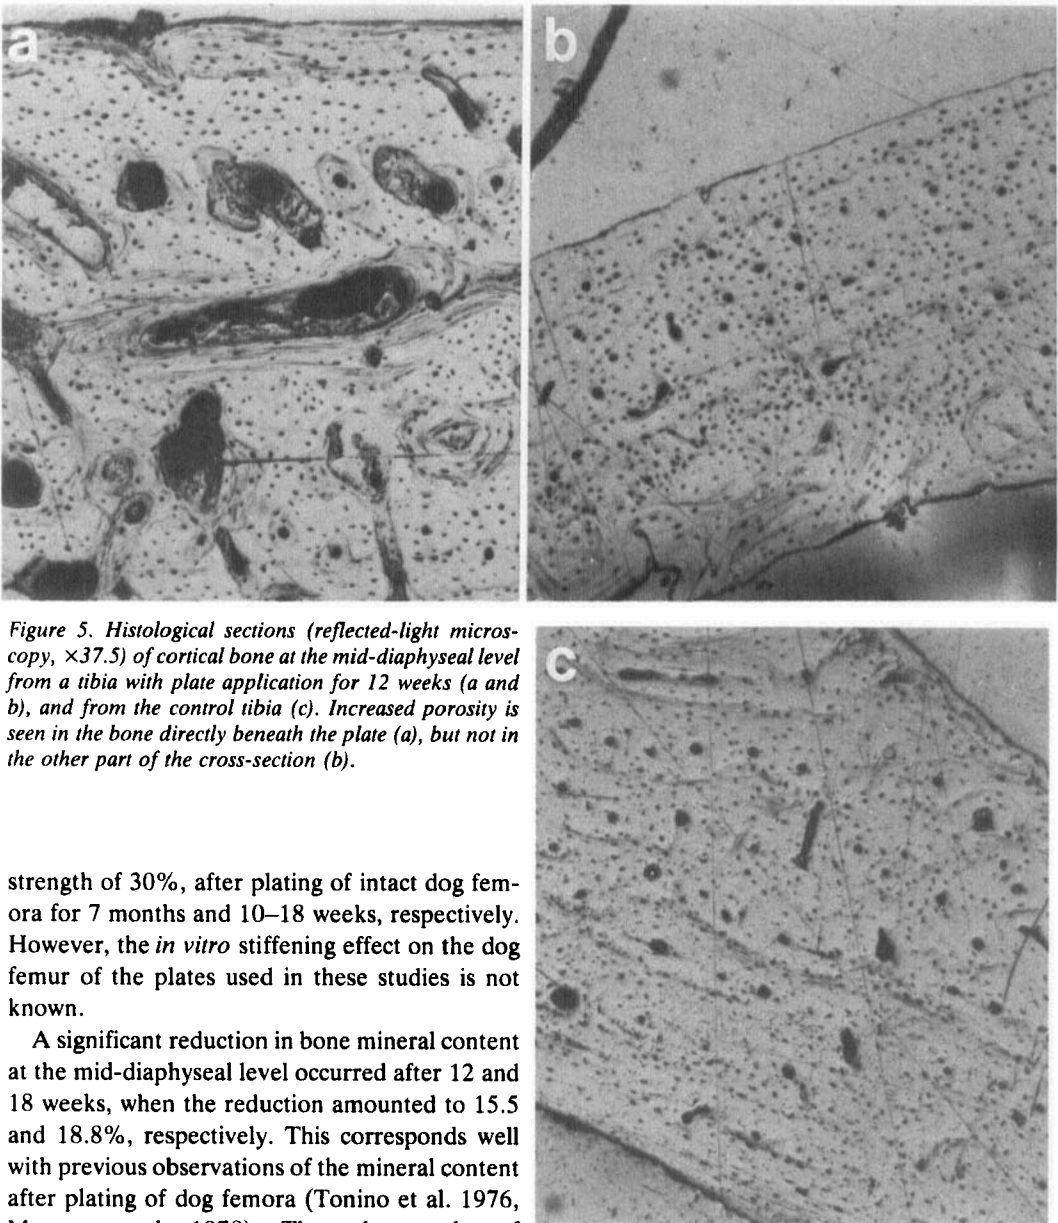 a
b
Figure 5. Histological sections (reflected-light micros-
copy, ×37.5) of cortical bone at the mid-diaphyseal level
from a tibia with plate application for 12 weeks (a and
b), and from the control tibia (c). Increased porosity is
seen in the bone directly beneath the plate (a), but not in
the other part of the cross-section (b).
c
strength of 30%, after plating of intact dog fem-
ora for 7 months and 10–18 weeks, respectively.
However, the in vitro stiffening effect on the dog
femur of the plates used in these studies is not
known.
A significant reduction in bone mineral content
at the mid-diaphyseal level occurred after 12 and
18 weeks, when the reduction amounted to 15.5
and 18.8%, respectively. This corresponds well
with previous observations of the mineral content
after plating of dog femora (Tonino et al. 1976,